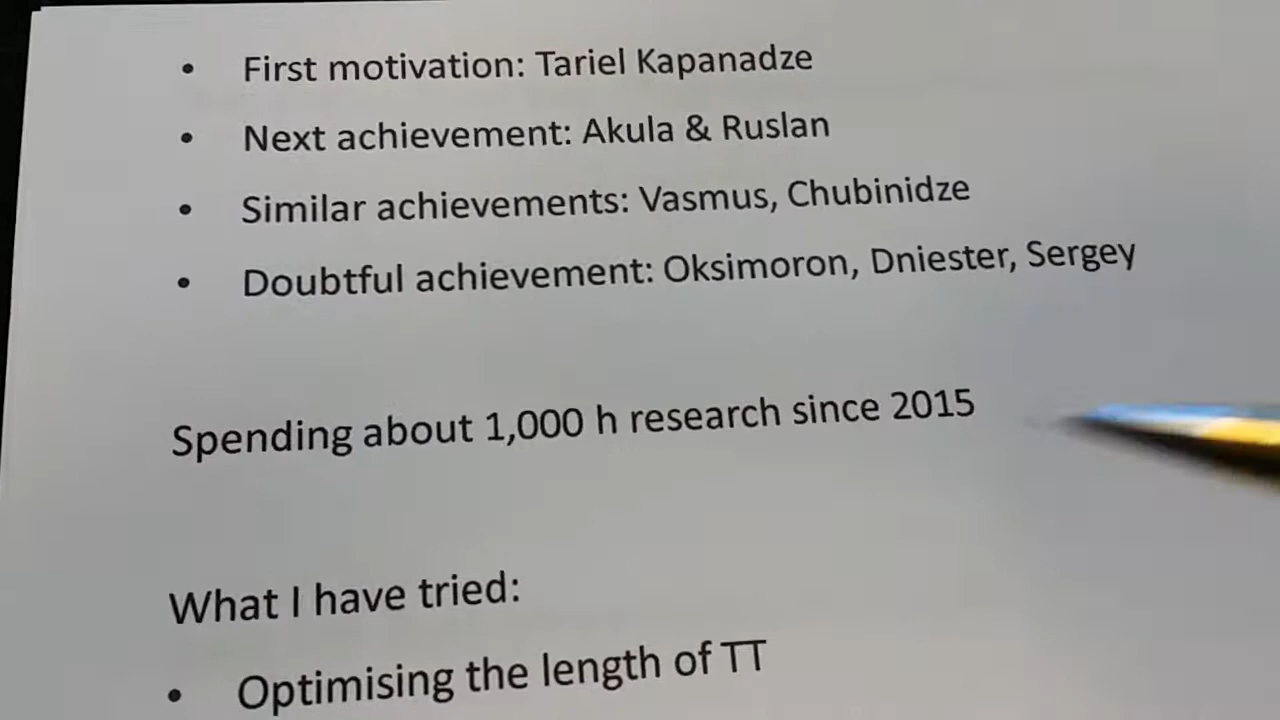 • First motivation: Tariel Kapanadze
• Next achievement: Akula & Ruslan
• Similar achievements: Vasmus, Chubinidze
• Doubtful achievement: Oksimoron, Dniester, Sergey
Spending about 1,000 h research since 2015
What I have tried:
• Optimising the length of TT